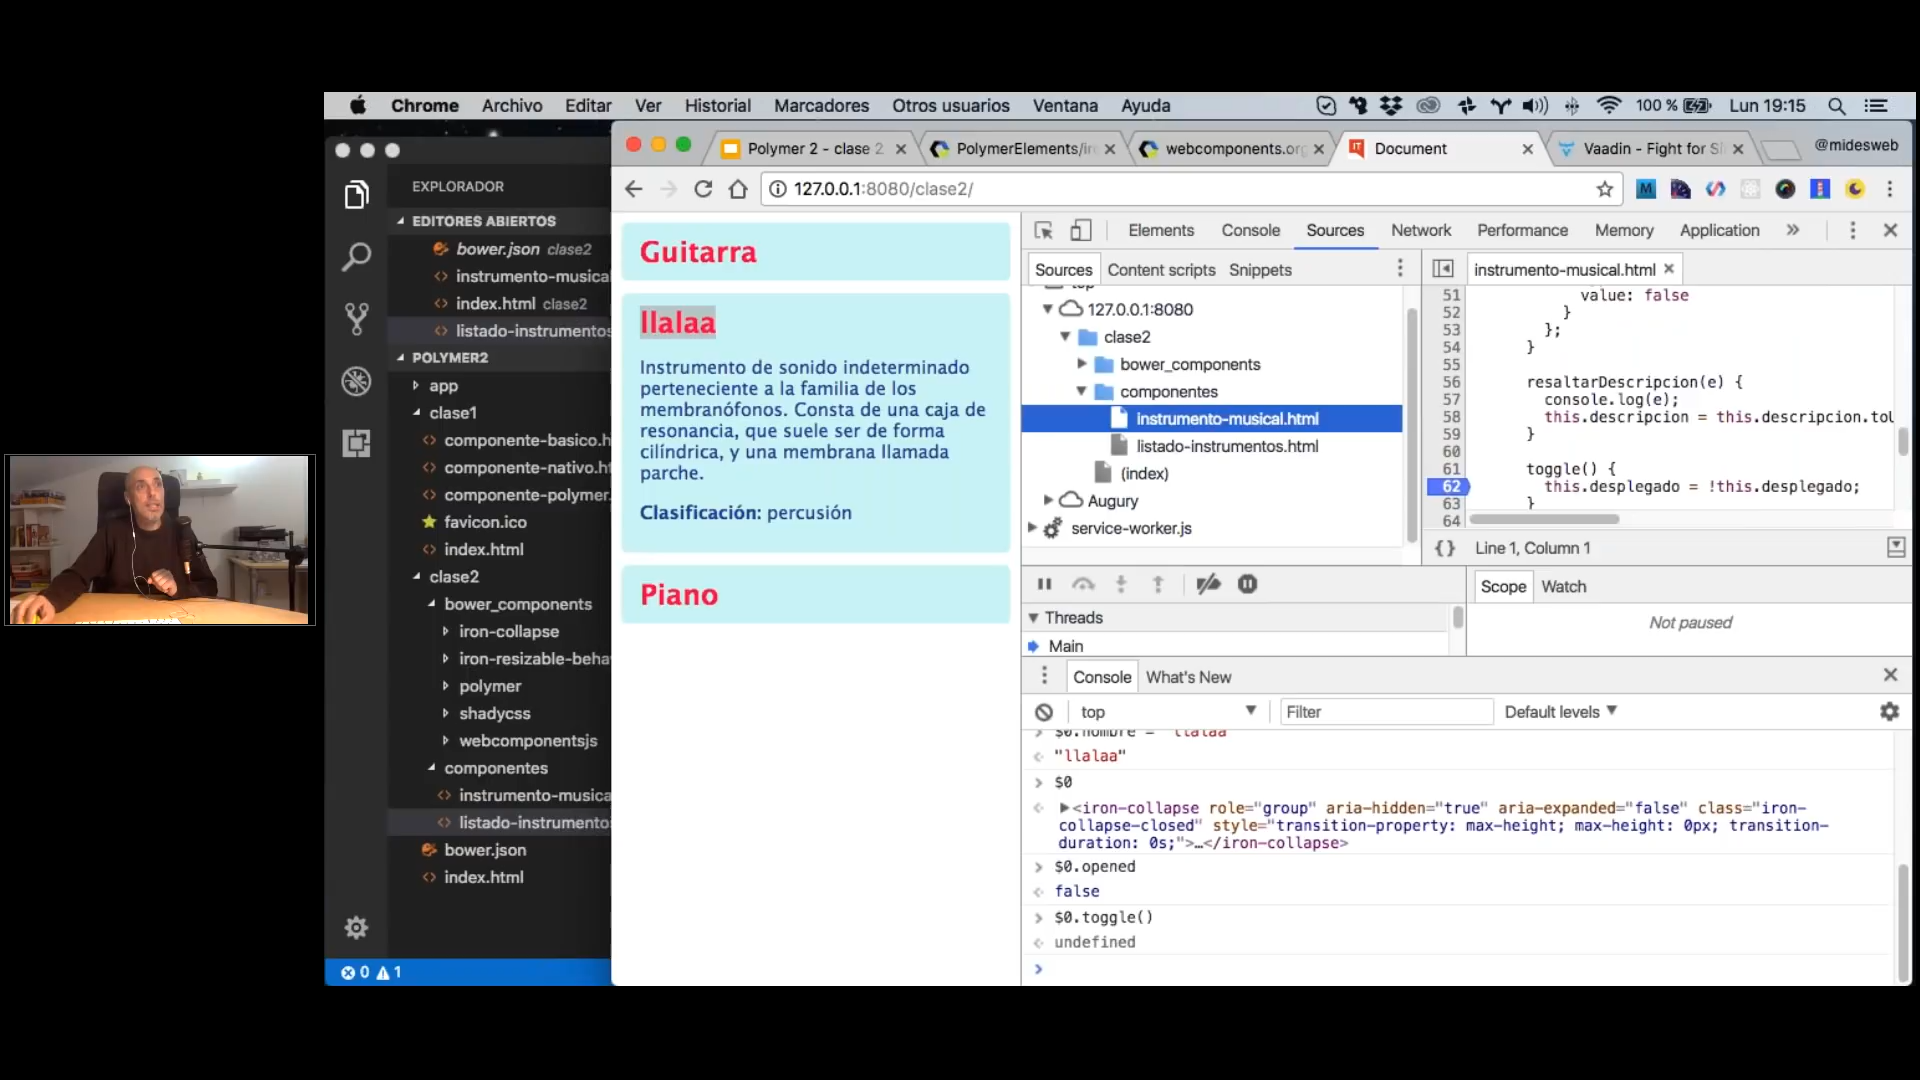 Chrome Archivo Editar Ver Historial Marcadores Otros usuarios Ventana Ayuda 100 % Lun 19:15
Polymer 2 - clase 2 PolymerElements/ir webcomponents.org Document Vaadin - Fight for Si @midesweb
127.0.0.1:8080/clase2/
EXPLORADOR
EDITORES ABIERTOS
bower.json clase2
instrumento-musical
index.html clase2
listado-instrumentos
POLYMER2
app
clase1
componente-basico.h
componente-nativo.ht
componente-polymer.
favicon.ico
index.html
clase2
bower_components
iron-collapse
iron-resizable-beha
polymer
shadycss
webcomponentsjs
componentes
instrumento-musica
listado-instrumentos
bower.json
index.html
0 1
Guitarra
llalaa
Instrumento de sonido indeterminado
perteneciente a la familia de los
membranófonos. Consta de una caja de
resonancia, que suele ser de forma
cilíndrica, y una membrana llamada
parche.
Clasificación: percusión
Piano
Elements Console Sources Network Performance Memory Application »
Sources Content scripts Snippets
top
127.0.0.1:8080
clase2
bower_components
componentes
instrumento-musical.html
listado-instrumentos.html
(index)
Augury
service-worker.js
instrumento-musical.html
51 value: false
52 }
53 };
54 }
55
56 resaltarDescripcion(e) {
57 console.log(e);
58 this.descripcion = this.descripcion.toU
59 }
60
61 toggle() {
62 this.desplegado = !this.desplegado;
63 }
64
{} Line 1, Column 1
Threads
Main
Scope Watch
Not paused
Console What's New
top Filter Default levels
$0.nombre = "llalaa"
"llalaa"
$0
<iron-collapse role="group" aria-hidden="true" aria-expanded="false" class="iron-
collapse-closed" style="transition-property: max-height; max-height: 0px; transition-
duration: 0s;">…</iron-collapse>
$0.opened
false
$0.toggle()
undefined